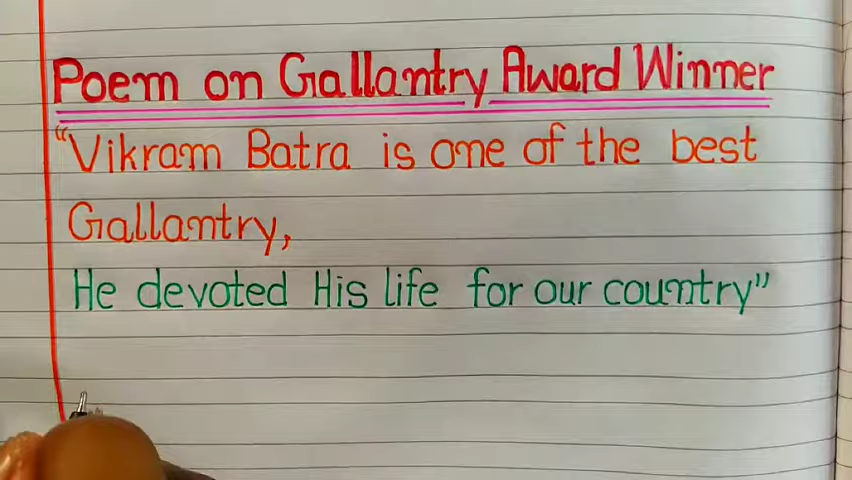 Poem on Gallantry Award Winner
"Vikram Batra is one of the best
Gallantry,
He devoted His life for our country"